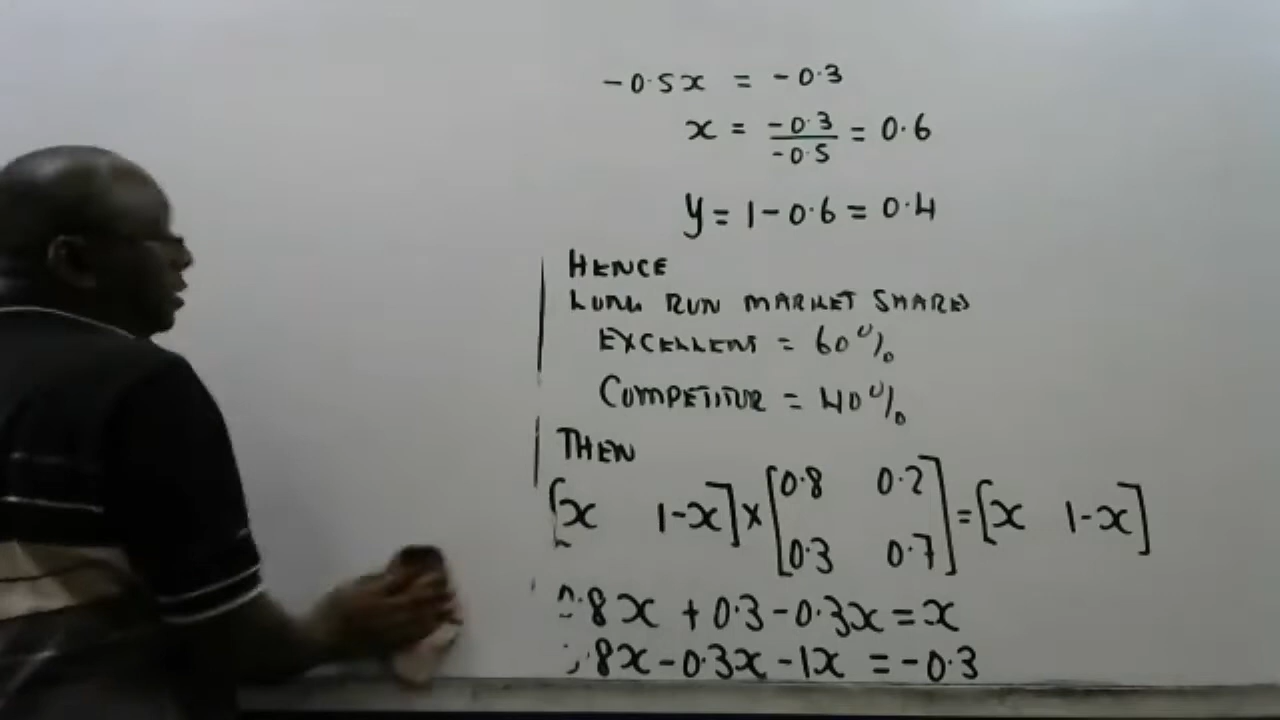 -0.5x = -0.3
x = -0.3/-0.5 = 0.6
y = 1-0.6 = 0.4
HENCE
LONG RUN MARKET SHARES
EXCELLENS = 60%
COMPETITOR = 40%
THEN
[x 1-x] × [0.8 0.2; 0.3 0.7] = [x 1-x]
0.8x + 0.3-0.3x = x
.8x-0.3x-1x = -0.3